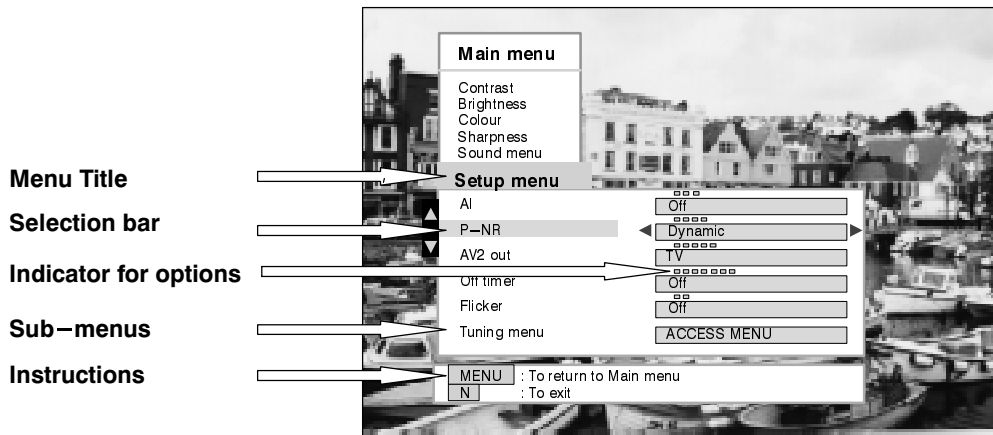 Main menu
Contrast
Brightness
Colour
Sharpness
Sound menu
Menu Title
Setup menu
AI Off
Selection bar
P−NR Dynamic
AV2 out TV
Indicator for options
Off timer Off
Flicker Off
Sub−menus
Tuning menu ACCESS MENU
Instructions
MENU : To return to Main menu
N : To exit